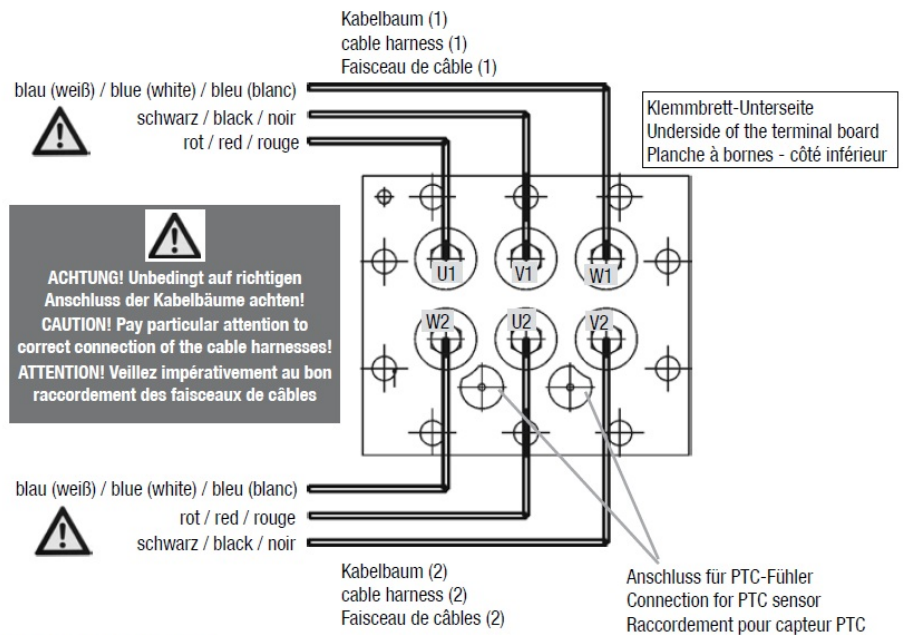 Kabelbaum (1)
cable harness (1)
Faisceau de câble (1)
blau (weiß) / blue (white) / bleu (blanc)
schwarz / black / noir
rot / red / rouge
Klemmbrett-Unterseite
Underside of the terminal board
Planche à bornes - côté inférieur
ACHTUNG! Unbedingt auf richtigen
Anschluss der Kabelbäume achten!
CAUTION! Pay particular attention to
correct connection of the cable harnesses!
ATTENTION! Veillez impérativement au bon
raccordement des faisceaux de câbles
U1 V1 W1
W2 U2 V2
blau (weiß) / blue (white) / bleu (blanc)
rot / red / rouge
schwarz / black / noir
Kabelbaum (2)
cable harness (2)
Faisceau de câbles (2)
Anschluss für PTC-Fühler
Connection for PTC sensor
Raccordement pour capteur PTC